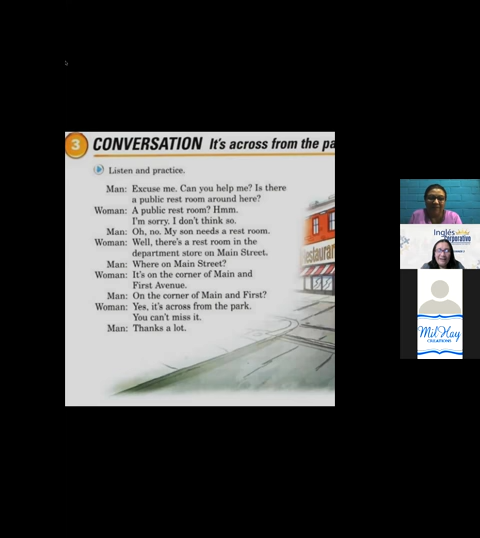 3 CONVERSATION It's across from the pa
Listen and practice.
Man: Excuse me. Can you help me? Is there
a public rest room around here?
Woman: A public rest room? Hmm.
I'm sorry. I don't think so.
Man: Oh, no. My son needs a rest room.
Woman: Well, there's a rest room in the
department store on Main Street.
Man: Where on Main Street?
Woman: It's on the corner of Main and
First Avenue.
Man: On the corner of Main and First?
Woman: Yes, it's across from the park.
You can't miss it.
Man: Thanks a lot.
estauran
Inglés
Corporativo
MilHay
CREATIONS